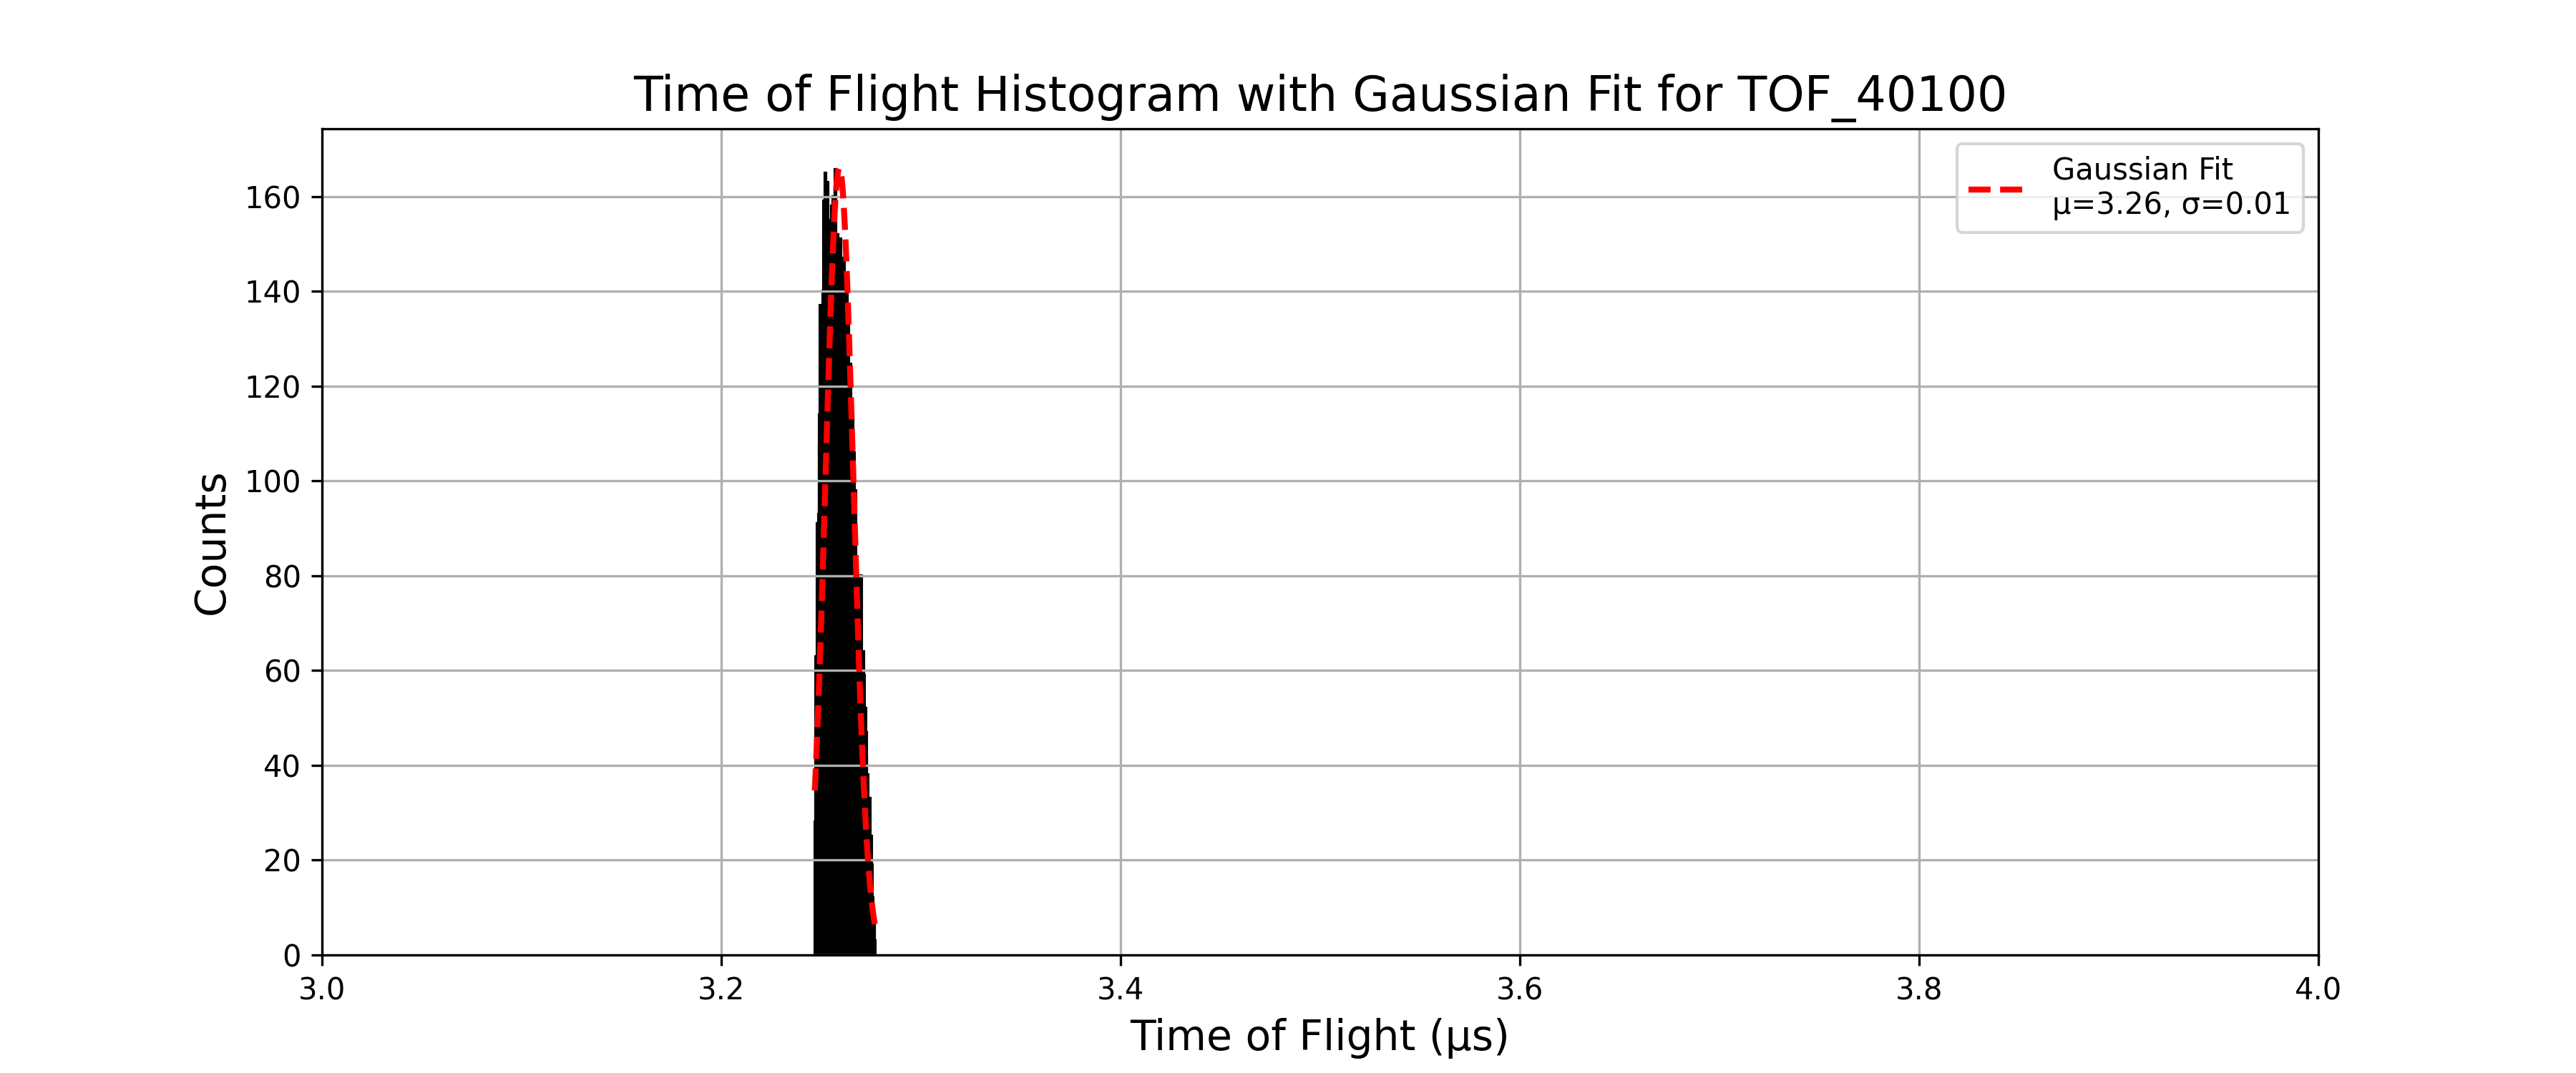 Time of Flight Histogram with Gaussian Fit for TOF_40100
Gaussian Fit
μ=3.26, σ=0.01
Counts
160
140
120
100
80
60
40
20
0
3.0 3.2 3.4 3.6 3.8 4.0
Time of Flight (μs)